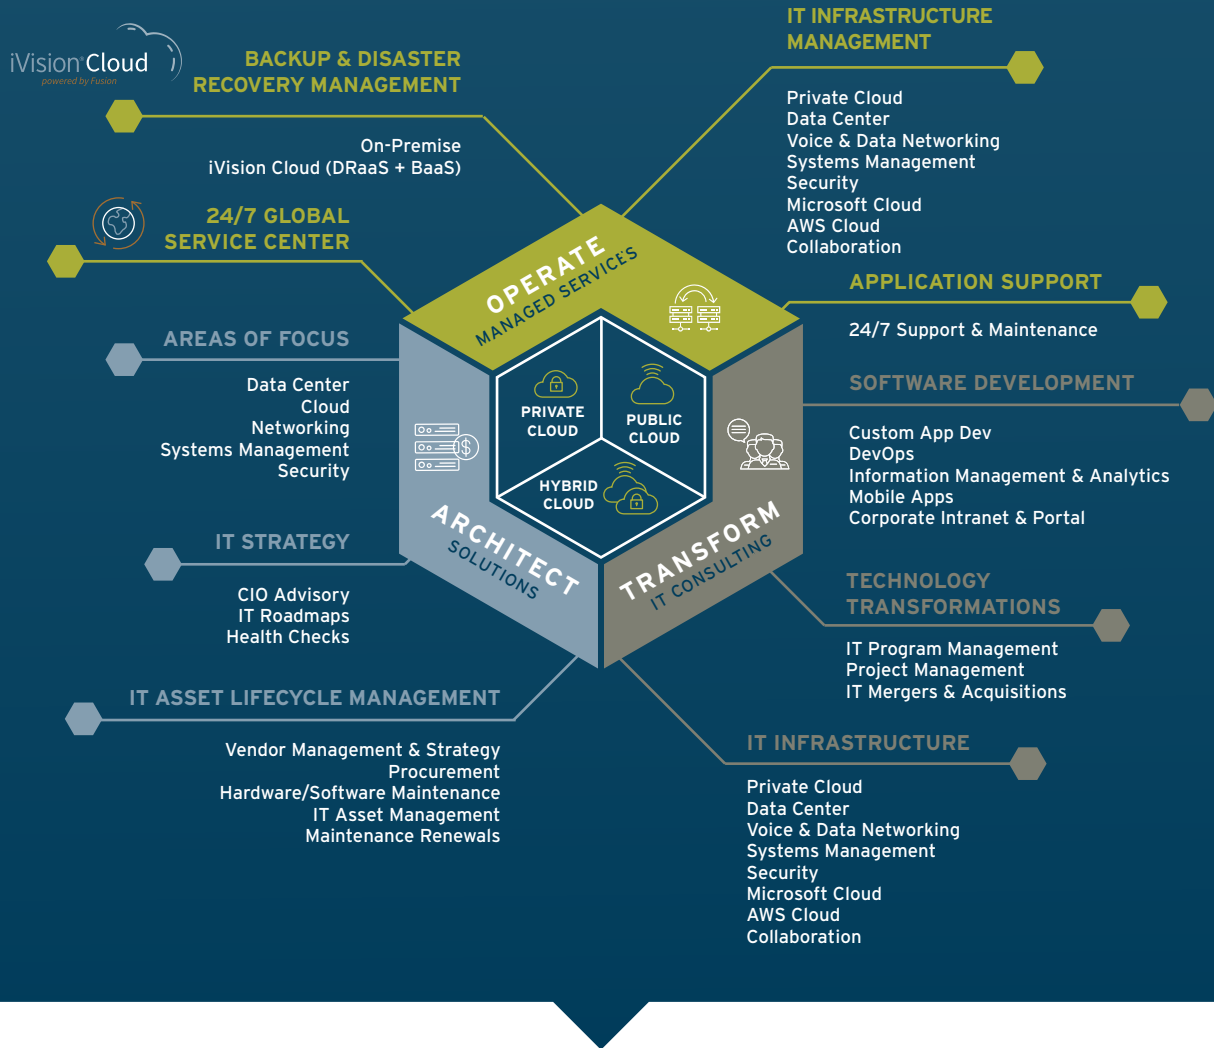 iVision® Cloud
powered by Fusion
BACKUP & DISASTER
RECOVERY MANAGEMENT
On-Premise
iVision Cloud (DRaaS + BaaS)
24/7 GLOBAL
SERVICE CENTER
AREAS OF FOCUS
Data Center
Cloud
Networking
Systems Management
Security
IT STRATEGY
CIO Advisory
IT Roadmaps
Health Checks
IT ASSET LIFECYCLE MANAGEMENT
Vendor Management & Strategy
Procurement
Hardware/Software Maintenance
IT Asset Management
Maintenance Renewals
OPERATE
MANAGED SERVICES
PRIVATE
CLOUD
PUBLIC
CLOUD
HYBRID
CLOUD
$
ARCHITECT
SOLUTIONS
TRANSFORM
IT CONSULTING
IT INFRASTRUCTURE
MANAGEMENT
Private Cloud
Data Center
Voice & Data Networking
Systems Management
Security
Microsoft Cloud
AWS Cloud
Collaboration
APPLICATION SUPPORT
24/7 Support & Maintenance
SOFTWARE DEVELOPMENT
Custom App Dev
DevOps
Information Management & Analytics
Mobile Apps
Corporate Intranet & Portal
TECHNOLOGY
TRANSFORMATIONS
IT Program Management
Project Management
IT Mergers & Acquisitions
IT INFRASTRUCTURE
Private Cloud
Data Center
Voice & Data Networking
Systems Management
Security
Microsoft Cloud
AWS Cloud
Collaboration